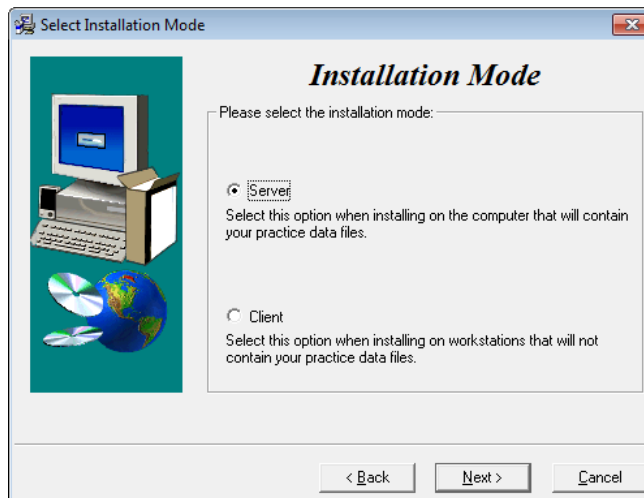 Select Installation Mode
Installation Mode
Please select the installation mode:
Server
Select this option when installing on the computer that will contain
your practice data files.
Client
Select this option when installing on workstations that will not
contain your practice data files.
< Back
Next >
Cancel